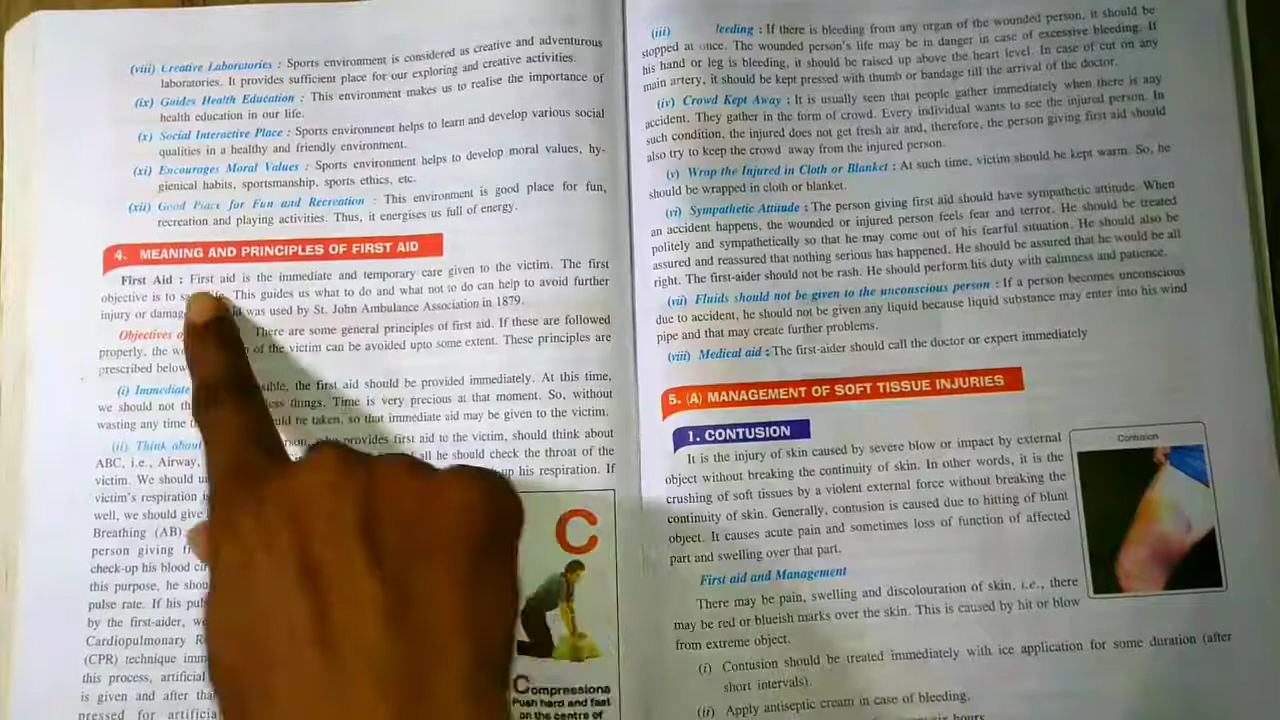 (viii) Creative Laboratories : Sports environment is considered as creative and adventurous
laboratories. It provides sufficient place for our exploring and creative activities.
(ix) Guides Health Education : This environment makes us to realise the importance of
health education in our life.
(x) Social Interactive Place : Sports environment helps to learn and develop various social
qualities in a healthy and friendly environment.
(xi) Encourages Moral Values : Sports environment helps to develop moral values, hy-
gienical habits, sportsmanship, sports ethics, etc.
(xii) Good Place for Fun and Recreation : This environment is good place for fun,
recreation and playing activities. Thus, it energises us full of energy.
4. MEANING AND PRINCIPLES OF FIRST AID
First Aid : First aid is the immediate and temporary care given to the victim. The first
objective is to This guides us what to do and what not to do can help to avoid further
injury or damag was used by St. John Ambulance Association in 1879.
Objectives o There are some general principles of first aid. If these are followed
properly, the of the victim can be avoided upto some extent. These principles are
prescribed below
(i) Immediate the first aid should be provided immediately. At this time,
we should not th things. Time is very precious at that moment. So, without
wasting any time be taken, so that immediate aid may be given to the victim.
(ii) Think about provides first aid to the victim, should think about
ABC, i.e., Airway, all he should check the throat of the
victim. We should up his respiration. If
victim's respiration
well, we should give
Breathing (AB)
person giving
check-up his blood
this purpose, he
pulse rate. If his
by the first-aider,
Cardiopulmonary
(CPR) technique
this process, artificial
is given and after
pressed for
C
Compressions
Push hard and fast
on the centre of
(iii) leeding : If there is bleeding from any organ of the wounded person, it should be
stopped at once. The wounded person's life may be in danger in case of excessive bleeding. If
his hand or leg is bleeding, it should be raised up above the heart level. In case of cut on any
main artery, it should be kept pressed with thumb or bandage till the arrival of the doctor.
(iv) Crowd Kept Away : It is usually seen that people gather immediately when there is any
accident. They gather in the form of crowd. Every individual wants to see the injured person. In
such condition, the injured does not get fresh air and, therefore, the person giving first aid should
also try to keep the crowd away from the injured person.
(v) Wrap the Injured in Cloth or Blanket : At such time, victim should be kept warm. So, he
should be wrapped in cloth or blanket.
(vi) Sympathetic Attitude : The person giving first aid should have sympathetic attitude. When
an accident happens, the wounded or injured person feels fear and terror. He should be treated
politely and sympathetically so that he may come out of his fearful situation. He should also be
assured and reassured that nothing serious has happened. He should be assured that he would be all
right. The first-aider should not be rash. He should perform his duty with calmness and patience.
(vii) Fluids should not be given to the unconscious person : If a person becomes unconscious
due to accident, he should not be given any liquid because liquid substance may enter into his wind
pipe and that may create further problems.
(viii) Medical aid : The first-aider should call the doctor or expert immediately
5. (A) MANAGEMENT OF SOFT TISSUE INJURIES
1. CONTUSION
It is the injury of skin caused by severe blow or impact by external
object without breaking the continuity of skin. In other words, it is the
crushing of soft tissues by a violent external force without breaking the
continuity of skin. Generally, contusion is caused due to hitting of blunt
object. It causes acute pain and sometimes loss of function of affected
part and swelling over that part.
Contusion
First aid and Management
There may be pain, swelling and discolouration of skin, i.e., there
may be red or blueish marks over the skin. This is caused by hit or blow
from extreme object.
(i) Contusion should be treated immediately with ice application for some duration (after
short intervals).
(ii) Apply antiseptic cream in case of bleeding.
hours